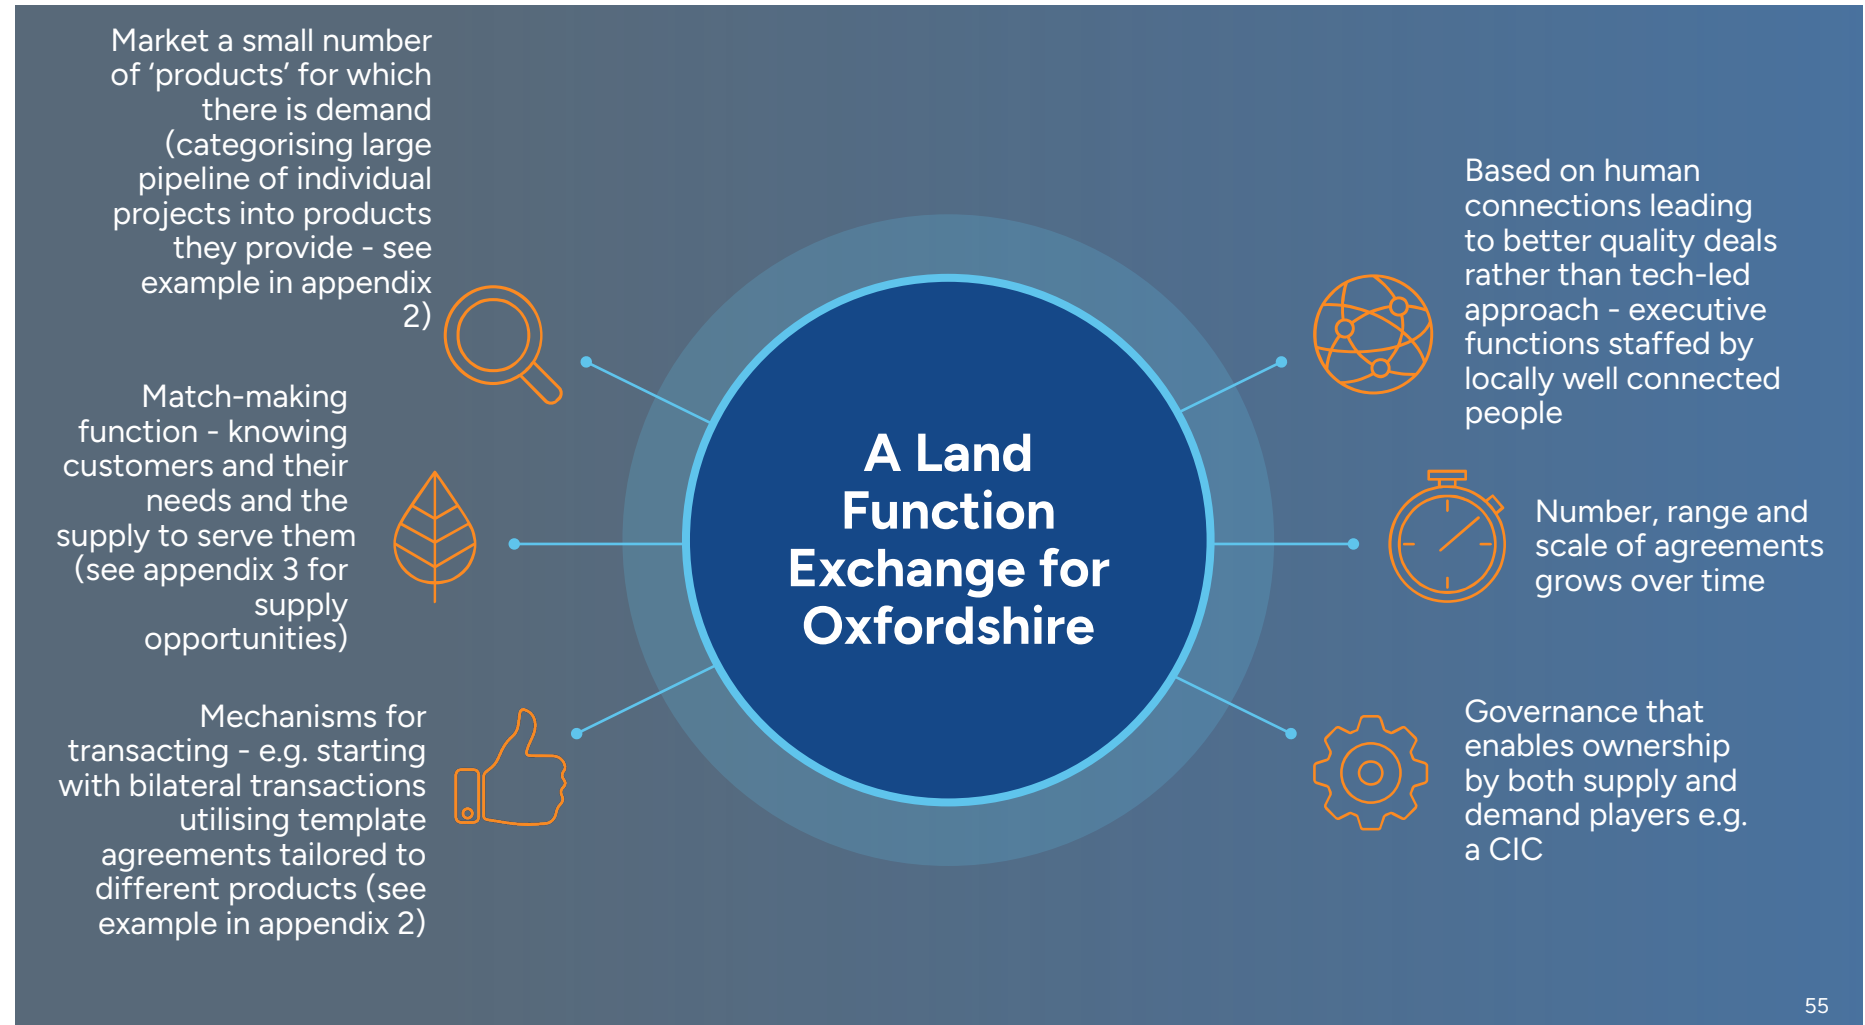 Market a small number
of ‘products’ for which
there is demand
(categorising large
pipeline of individual
projects into products
they provide - see
example in appendix
2)
Match-making
function - knowing
customers and their
needs and the
supply to serve them
(see appendix 3 for
supply
opportunities)
Mechanisms for
transacting - e.g. starting
with bilateral transactions
utilising template
agreements tailored to
different products (see
example in appendix 2)
A Land
Function
Exchange for
Oxfordshire
Based on human
connections leading
to better quality deals
rather than tech-led
approach - executive
functions staffed by
locally well connected
people
Number, range and
scale of agreements
grows over time
Governance that
enables ownership
by both supply and
demand players e.g.
a CIC
55